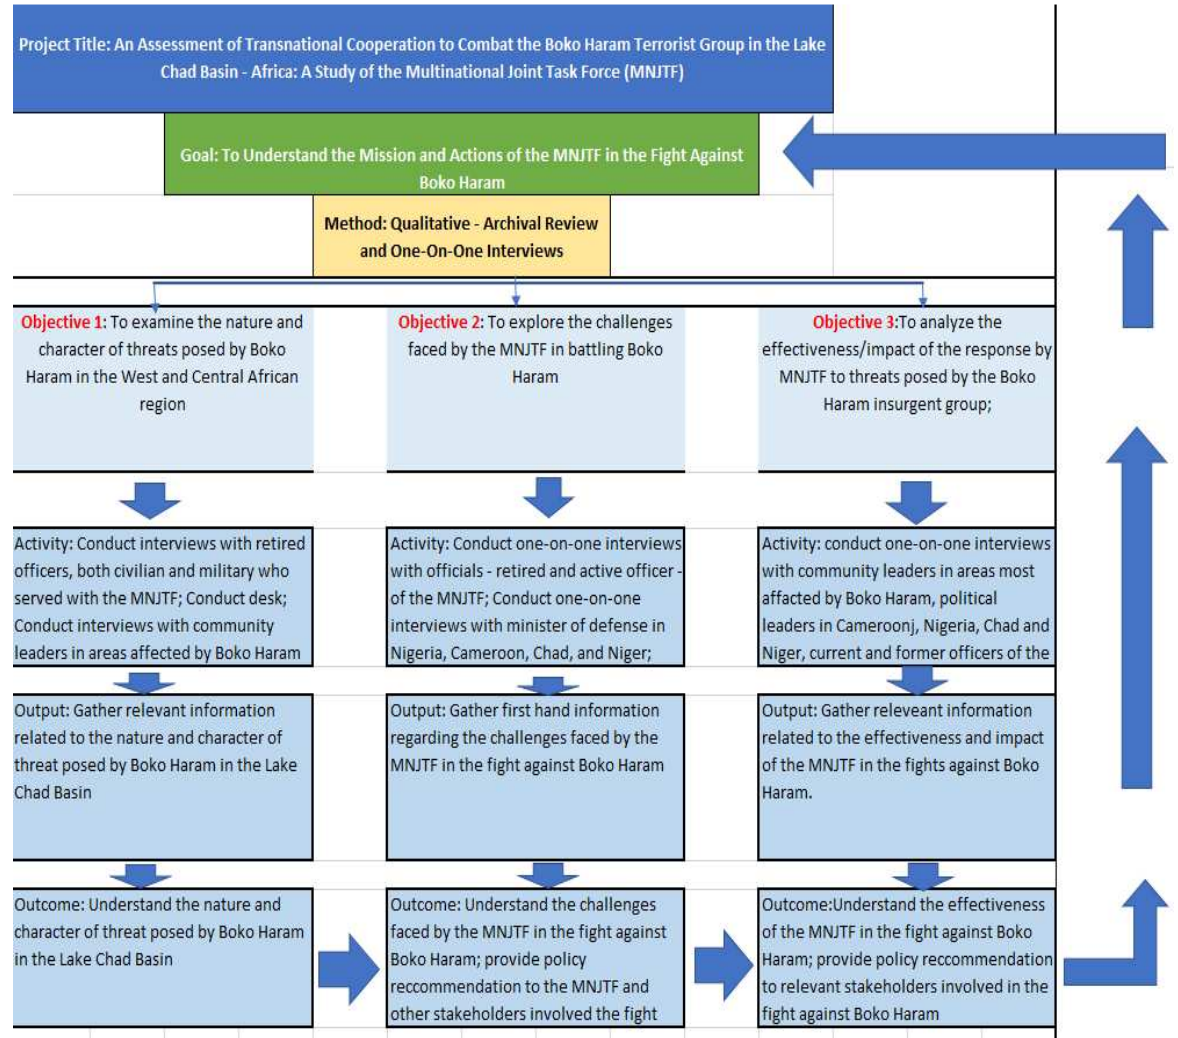 Project Title: An Assessment of Transnational Cooperation to Combat the Boko Haram Terrorist Group in the Lake
Chad Basin - Africa: A Study of the Multinational Joint Task Force (MNJTF)
Goal: To Understand the Mission and Actions of the MNJTF in the Fight Against
Boko Haram
Method: Qualitative - Archival Review
and One-On-One Interviews
Objective 1: To examine the nature and
character of threats posed by Boko
Haram in the West and Central African
region
Objective 2: To explore the challenges
faced by the MNJTF in battling Boko
Haram
Objective 3:To analyze the
effectiveness/impact of the response by
MNJTF to threats posed by the Boko
Haram insurgent group;
Activity: Conduct interviews with retired
officers, both civilian and military who
served with the MNJTF; Conduct desk;
Conduct interviews with community
leaders in areas affected by Boko Haram
Activity: Conduct one-on-one interviews
with officials - retired and active officer -
of the MNJTF; Conduct one-on-one
interviews with minister of defense in
Nigeria, Cameroon, Chad, and Niger;
Activity: conduct one-on-one interviews
with community leaders in areas most
affacted by Boko Haram, political
leaders in Cameroonj, Nigeria, Chad and
Niger, current and former officers of the
Output: Gather relevant information
related to the nature and character of
threat posed by Boko Haram in the Lake
Chad Basin
Output: Gather first hand information
regarding the challenges faced by the
MNJTF in the fight against Boko Haram
Output: Gather releveant information
related to the effectiveness and impact
of the MNJTF in the fights against Boko
Haram.
Outcome: Understand the nature and
character of threat posed by Boko Haram
in the Lake Chad Basin
Outcome: Understand the challenges
faced by the MNJTF in the fight against
Boko Haram; provide policy
reccommendation to the MNJTF and
other stakeholders involved the fight
Outcome:Understand the effectiveness
of the MNJTF in the fight against Boko
Haram; provide policy reccommendation
to relevant stakeholders involved in the
fight against Boko Haram